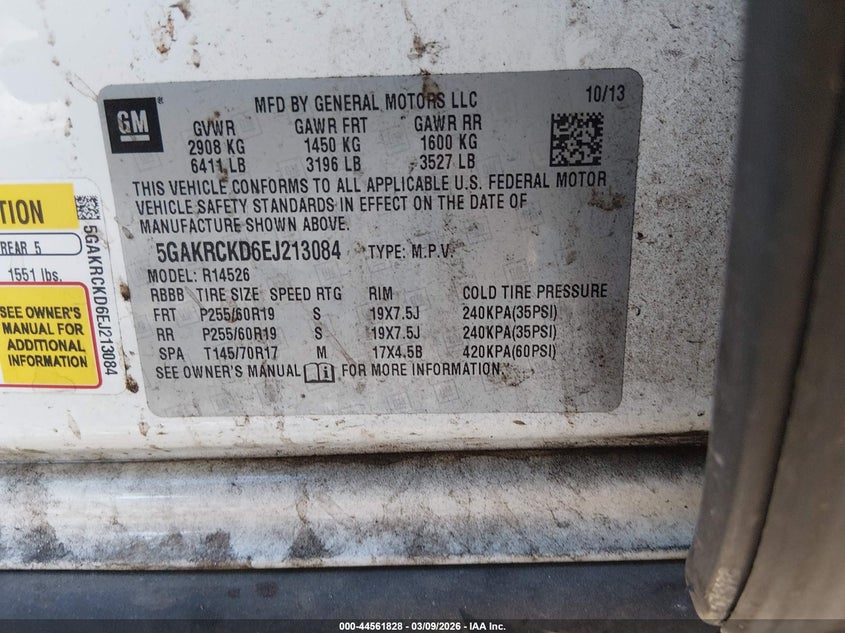 GM
MFD BY GENERAL MOTORS LLC 10/13
GVWR GAWR FRT GAWR RR
2908 KG 1450 KG 1600 KG
6411 LB 3196 LB 3527 LB
THIS VEHICLE CONFORMS TO ALL APPLICABLE U.S. FEDERAL MOTOR
VEHICLE SAFETY STANDARDS IN EFFECT ON THE DATE OF
MANUFACTURE SHOWN ABOVE.
5GAKRCKD6EJ213084 TYPE: M.P.V.
MODEL: R14526
RBBB TIRE SIZE SPEED RTG RIM COLD TIRE PRESSURE
FRT P255/60R19 S 19X7.5J 240KPA(35PSI)
RR P255/60R19 S 19X7.5J 240KPA(35PSI)
SPA T145/70R17 M 17X4.5B 420KPA(60PSI)
SEE OWNER'S MANUAL FOR MORE INFORMATION.
TION
REAR 5
1551 lbs.
SEE OWNER'S
MANUAL FOR
ADDITIONAL
INFORMATION
5GAKRCKD6EJ213084
000-44561828 - 03/09/2026 - IAA Inc.